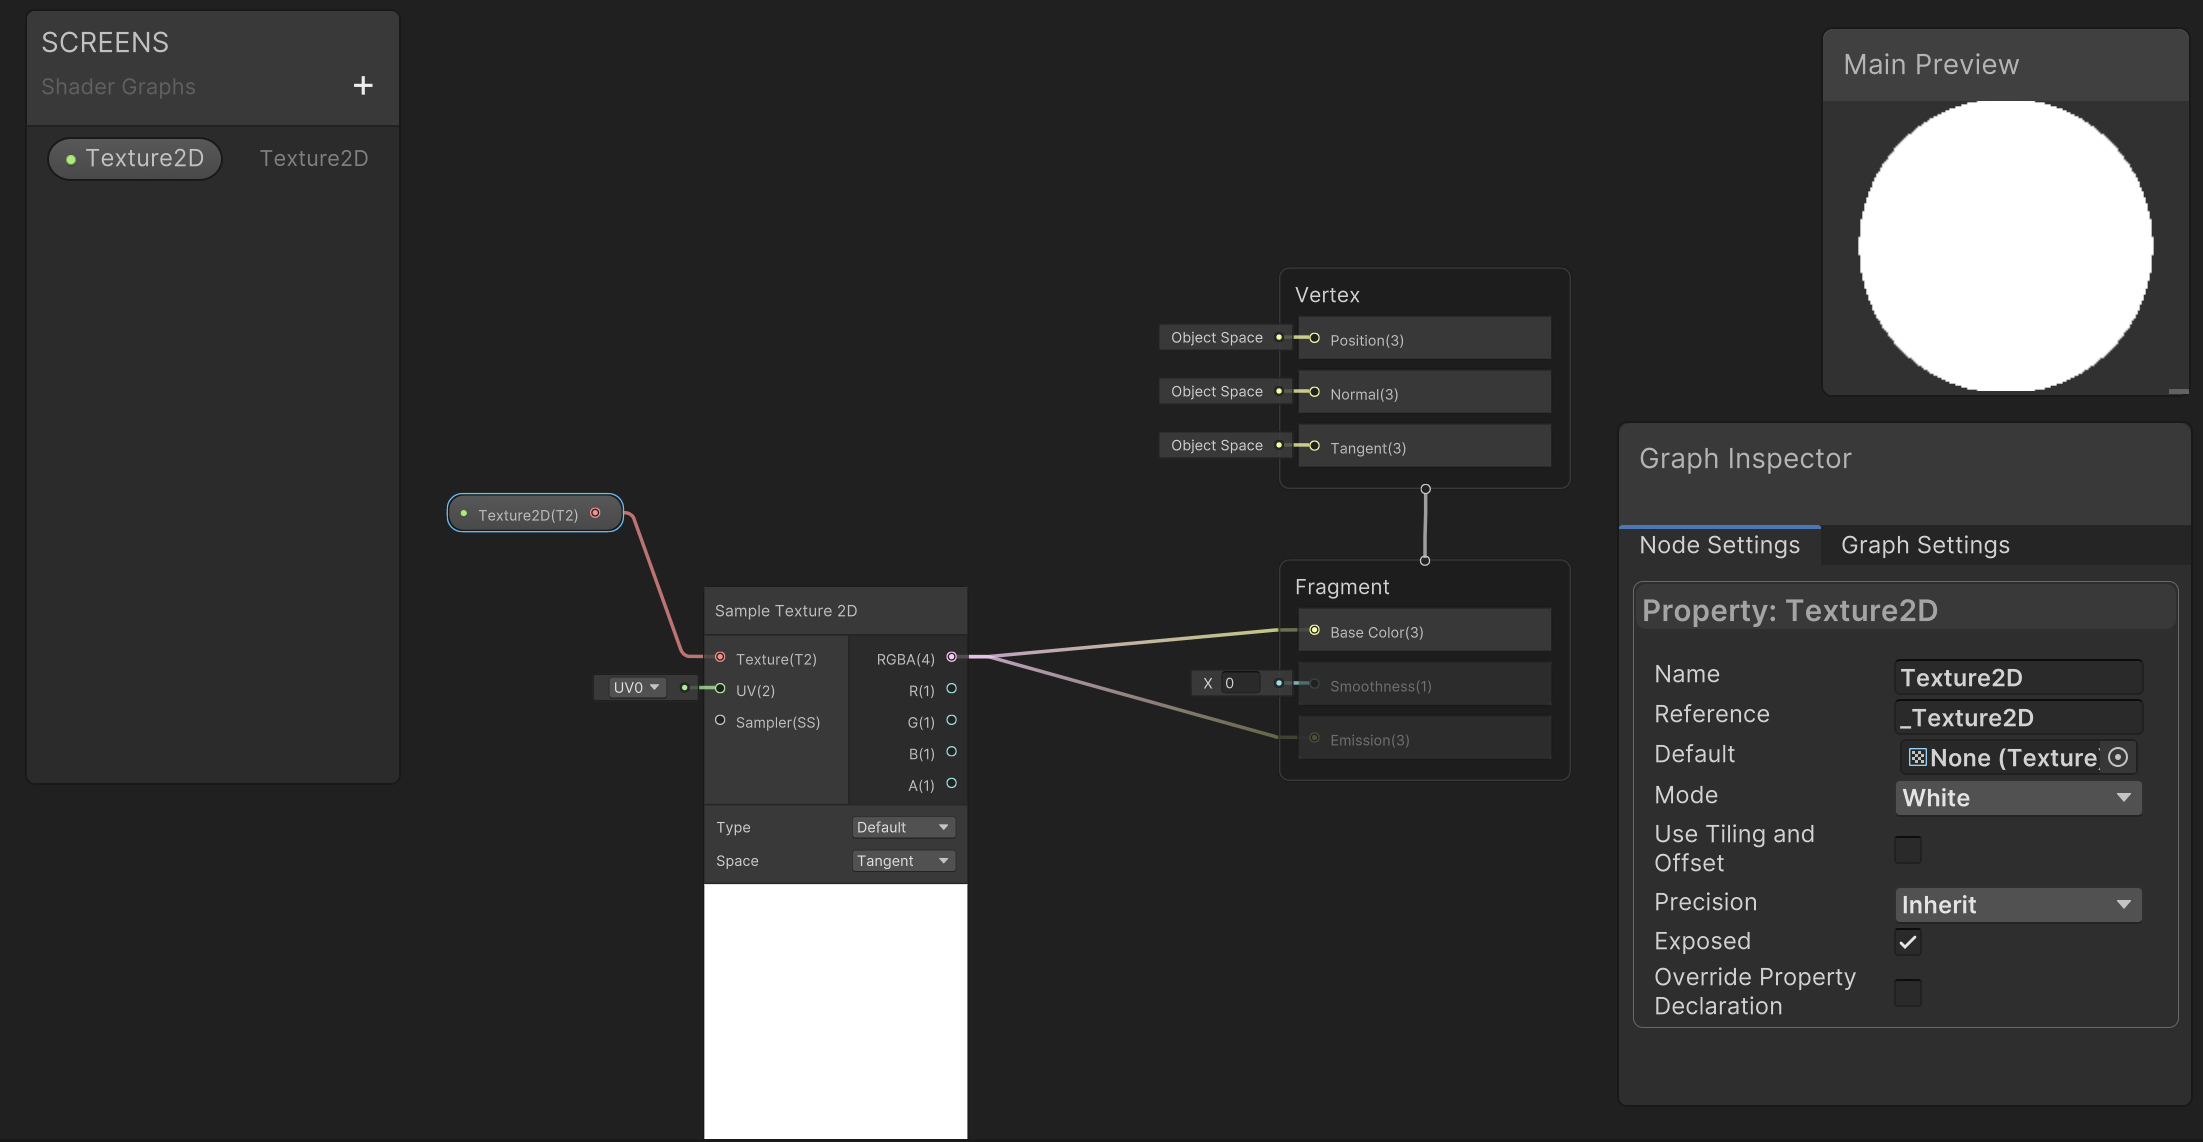 SCREENS
Shader Graphs
+
Texture2D Texture2D
Main Preview
Vertex
Object Space Position(3)
Object Space Normal(3)
Object Space Tangent(3)
Texture2D(T2)
Sample Texture 2D
Texture(T2) RGBA(4)
UV0 UV(2) R(1)
Sampler(SS) G(1)
B(1)
A(1)
Type Default
Space Tangent
Fragment
Base Color(3)
X 0 Smoothness(1)
Emission(3)
Graph Inspector
Node Settings Graph Settings
Property: Texture2D
Name Texture2D
Reference _Texture2D
Default None (Texture
Mode White
Use Tiling and
Offset
Precision Inherit
Exposed
Override Property
Declaration